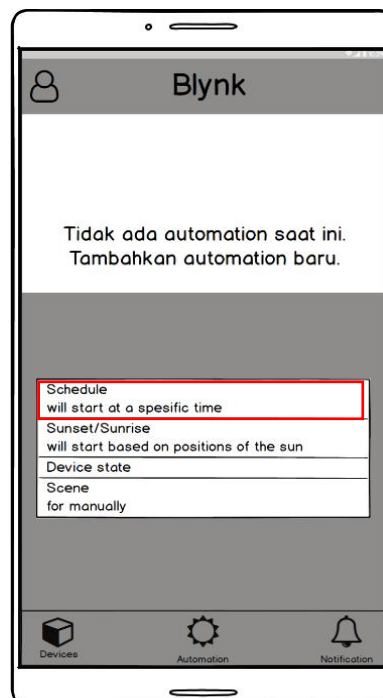 Blynk
Tidak ada automation saat ini.
Tambahkan automation baru.
Schedule
will start at a spesific time
Sunset/Sunrise
will start based on positions of the sun
Device state
Scene
for manually
Devices
Automation
Notification